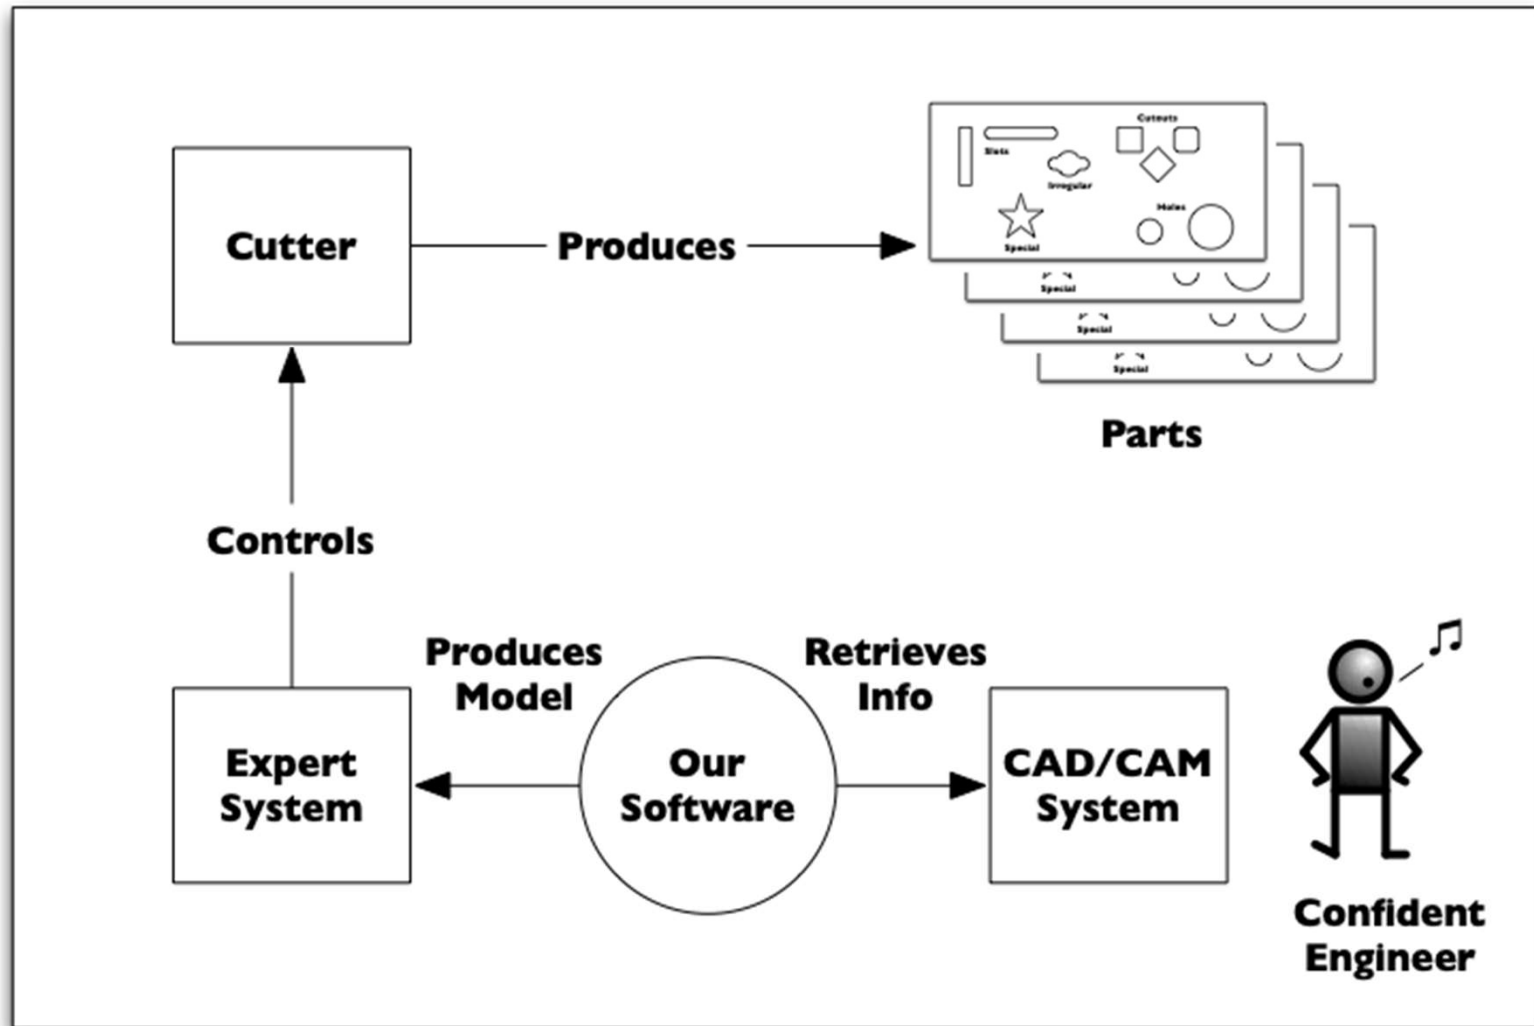 Cutouts
Slots
Irregular
Holes
Special
Cutter
Produces
Special
Special
Special
Parts
Controls
Produces
Model
Retrieves
Info
Expert
System
Our
Software
CAD/CAM
System
Confident
Engineer